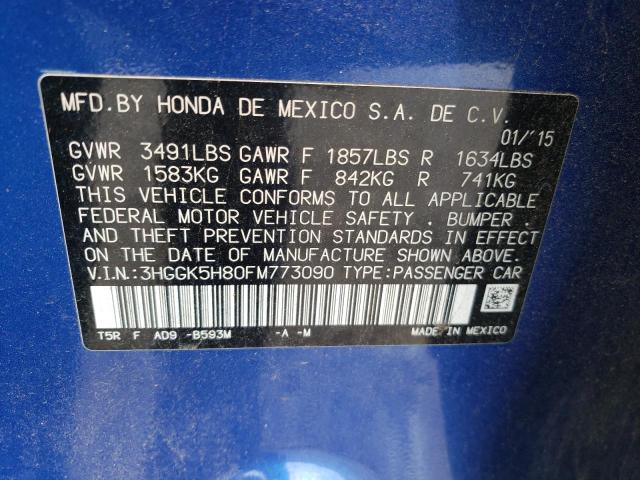 MFD.BY HONDA DE MEXICO S.A. DE C.V.
01/'15
GVWR 3491LBS GAWR F 1857LBS R 1634LBS
GVWR 1583KG GAWR F 842KG R 741KG
THIS VEHICLE CONFORMS TO ALL APPLICABLE
FEDERAL MOTOR VEHICLE SAFETY , BUMPER ,
AND THEFT PREVENTION STANDARDS IN EFFECT
ON THE DATE OF MANUFACTURE SHOWN ABOVE.
V.I.N.:3HGGK5H80FM773090 TYPE:PASSENGER CAR
T5R F AD9 -B593M -A -M MADE IN MEXICO